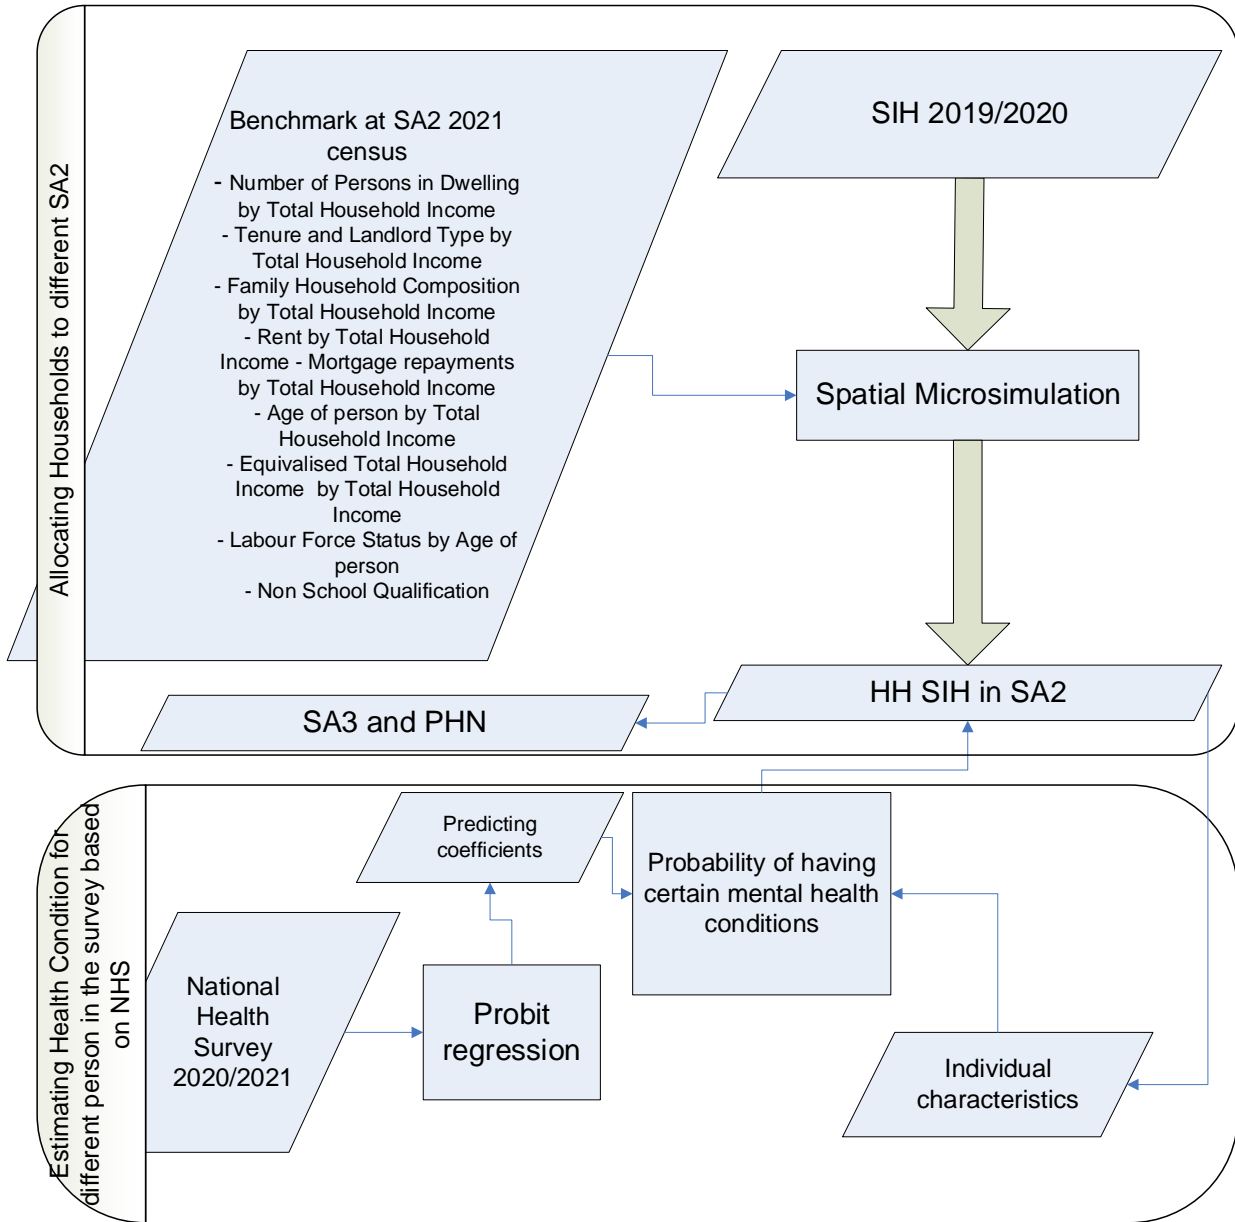 Allocating Households to different SA2
Benchmark at SA2 2021
census
- Number of Persons in Dwelling
by Total Household Income
- Tenure and Landlord Type by
Total Household Income
- Family Household Composition
by Total Household Income
- Rent by Total Household
Income - Mortgage repayments
by Total Household Income
- Age of person by Total
Household Income
- Equivalised Total Household
Income by Total Household
Income
- Labour Force Status by Age of
person
- Non School Qualification
SIH 2019/2020
Spatial Microsimulation
HH SIH in SA2
SA3 and PHN
Estimating Health Condition for
different person in the survey based
on NHS
National
Health
Survey
2020/2021
Predicting
coefficients
Probit
regression
Probability of having
certain mental health
conditions
Individual
characteristics